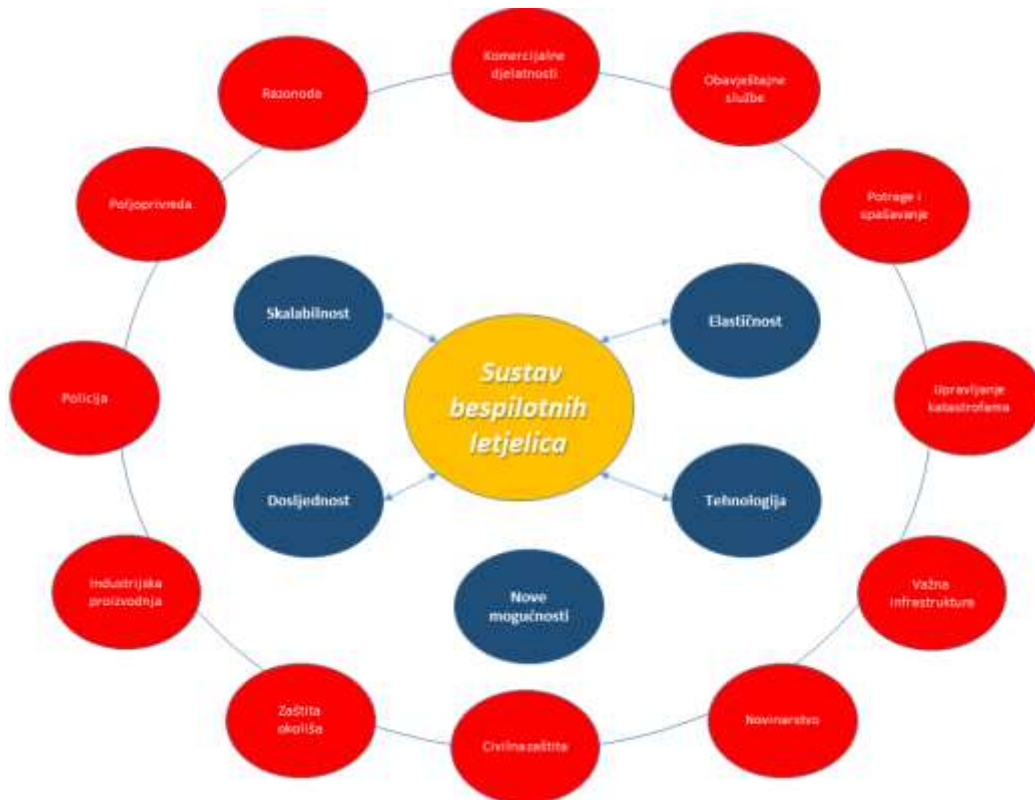 Komercijalne
djelatnosti
Obavještajne
službe
Razonoda
Potrage i
spašavanje
Poljoprivreda
Skalabilnost
Elastičnost
Sustav
bespilotnih
letjelica
Policija
Upravljanje
katastrofama
Dosljednost
Tehnologija
Industrijska
proizvodnja
Nove
mogućnosti
Važna
infrastruktura
Zaštita
okoliša
Civilna zaštita
Novinarstvo